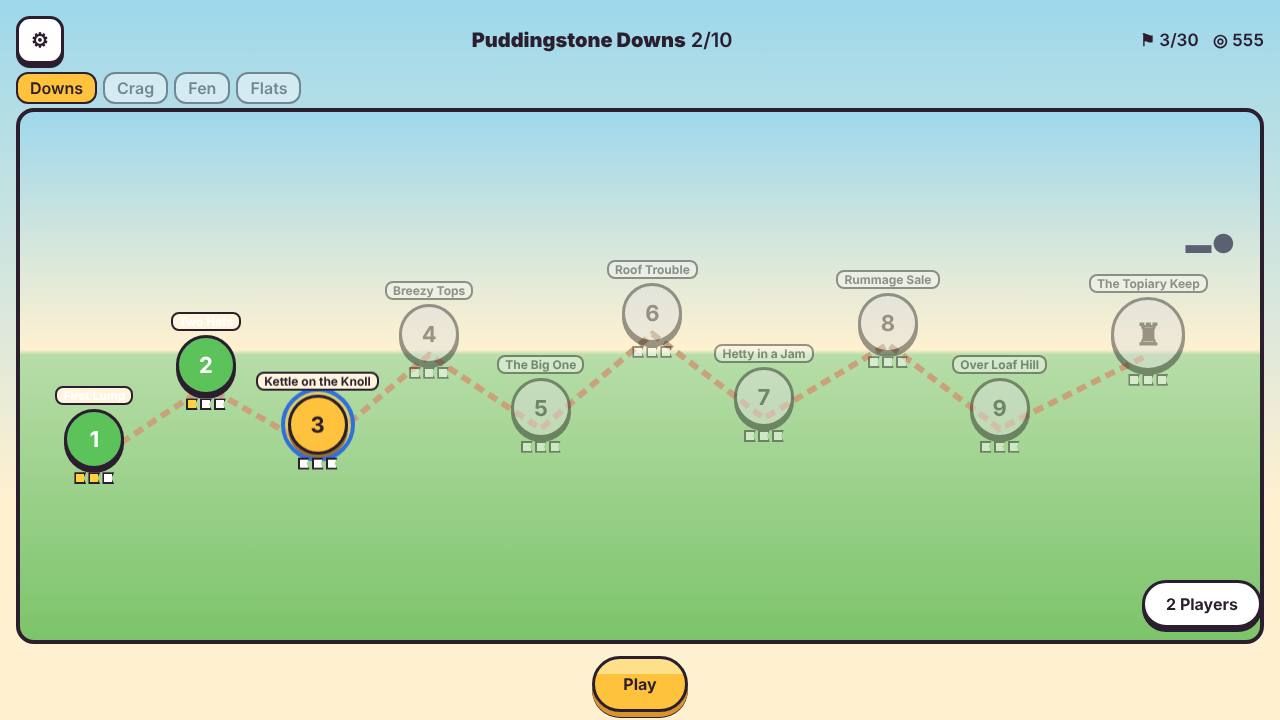 Puddingstone Downs 2/10
3/30
555
Downs
Crag
Fen
Flats
Roof Trouble
Rummage Sale
The Topiary Keep
Breezy Tops
6
8
4
2
The Big One
Hetty in a Jam
Over Loaf Hill
Kettle on the Knoll
First Lump
7
5
9
3
1
2 Players
Play